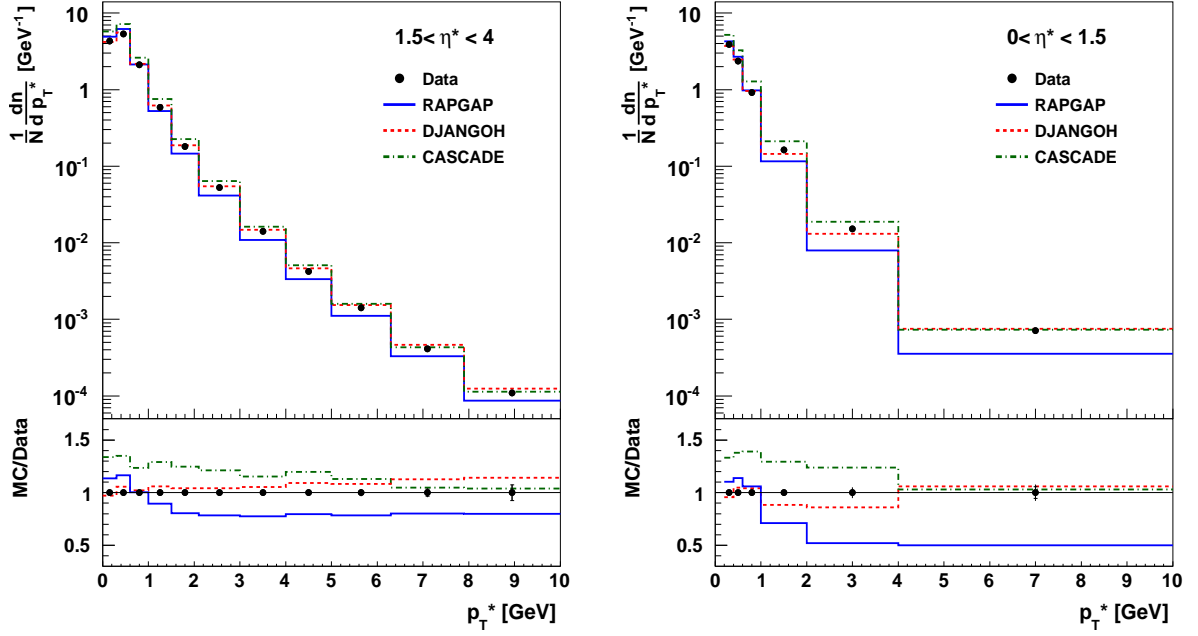 1/N dn/d p_T* [GeV⁻¹]
10
1
10⁻¹
10⁻²
10⁻³
10⁻⁴
1.5< η* < 4
Data
RAPGAP
DJANGOH
CASCADE
MC/Data
1.5
1
0.5
0 1 2 3 4 5 6 7 8 9 10
p_T* [GeV]
1/N dn/d p_T* [GeV⁻¹]
10
1
10⁻¹
10⁻²
10⁻³
10⁻⁴
0< η* < 1.5
Data
RAPGAP
DJANGOH
CASCADE
MC/Data
1.5
1
0.5
0 1 2 3 4 5 6 7 8 9 10
p_T* [GeV]